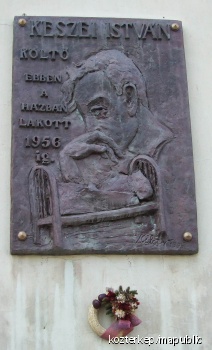 KESZEI ISTVÁN
KÖLTŐ
EBBEN
A
HÁZBAN
LAKOTT
1956
ig.
kozterkep/mapublic